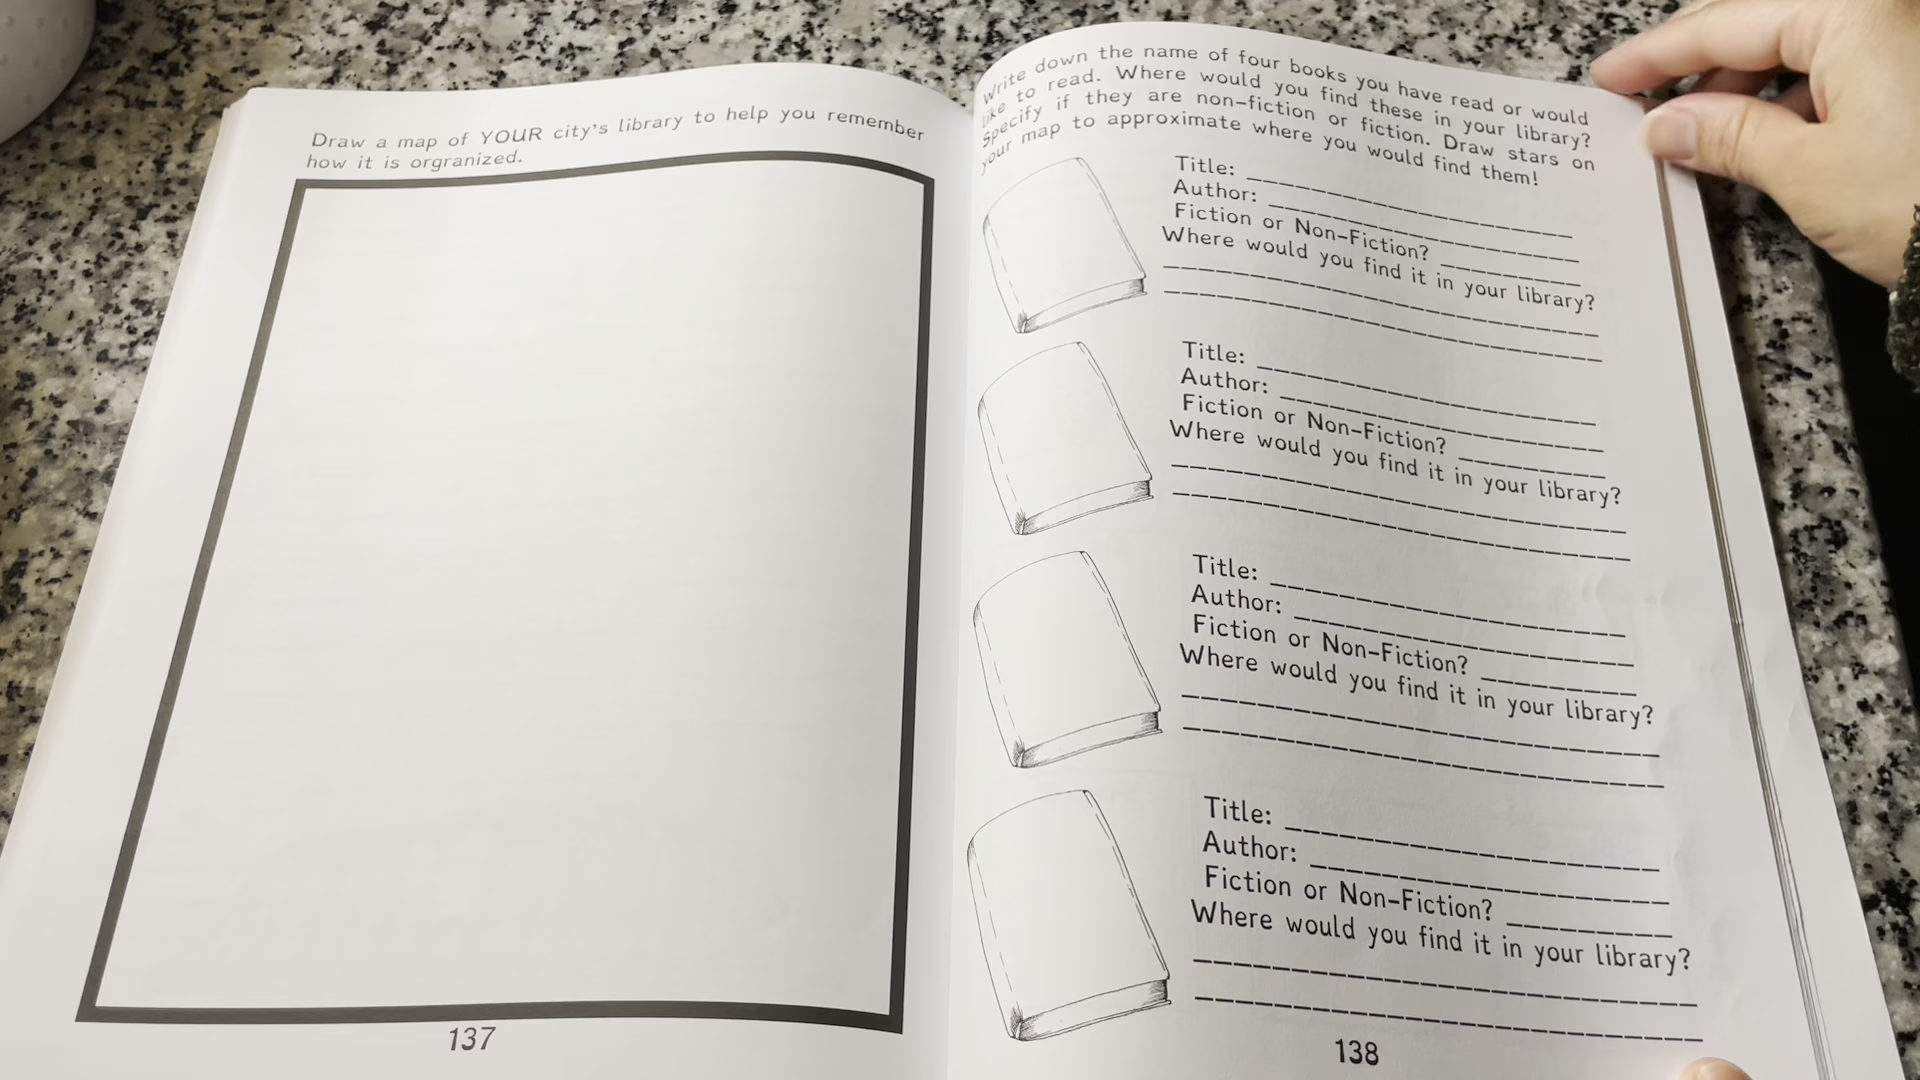 Draw a map of YOUR city's library to help you remember
how it is orgranized.
137
Write down the name of four books you have read or would
like to read. Where would you find these in your library?
Specify if they are non-fiction or fiction. Draw stars on
your map to approximate where you would find them!
Title: 
Author: 
Fiction or Non-Fiction? 
Where would you find it in your library?
Title: 
Author: 
Fiction or Non-Fiction? 
Where would you find it in your library?
Title: 
Author: 
Fiction or Non-Fiction? 
Where would you find it in your library?
Title: 
Author: 
Fiction or Non-Fiction? 
Where would you find it in your library?
138